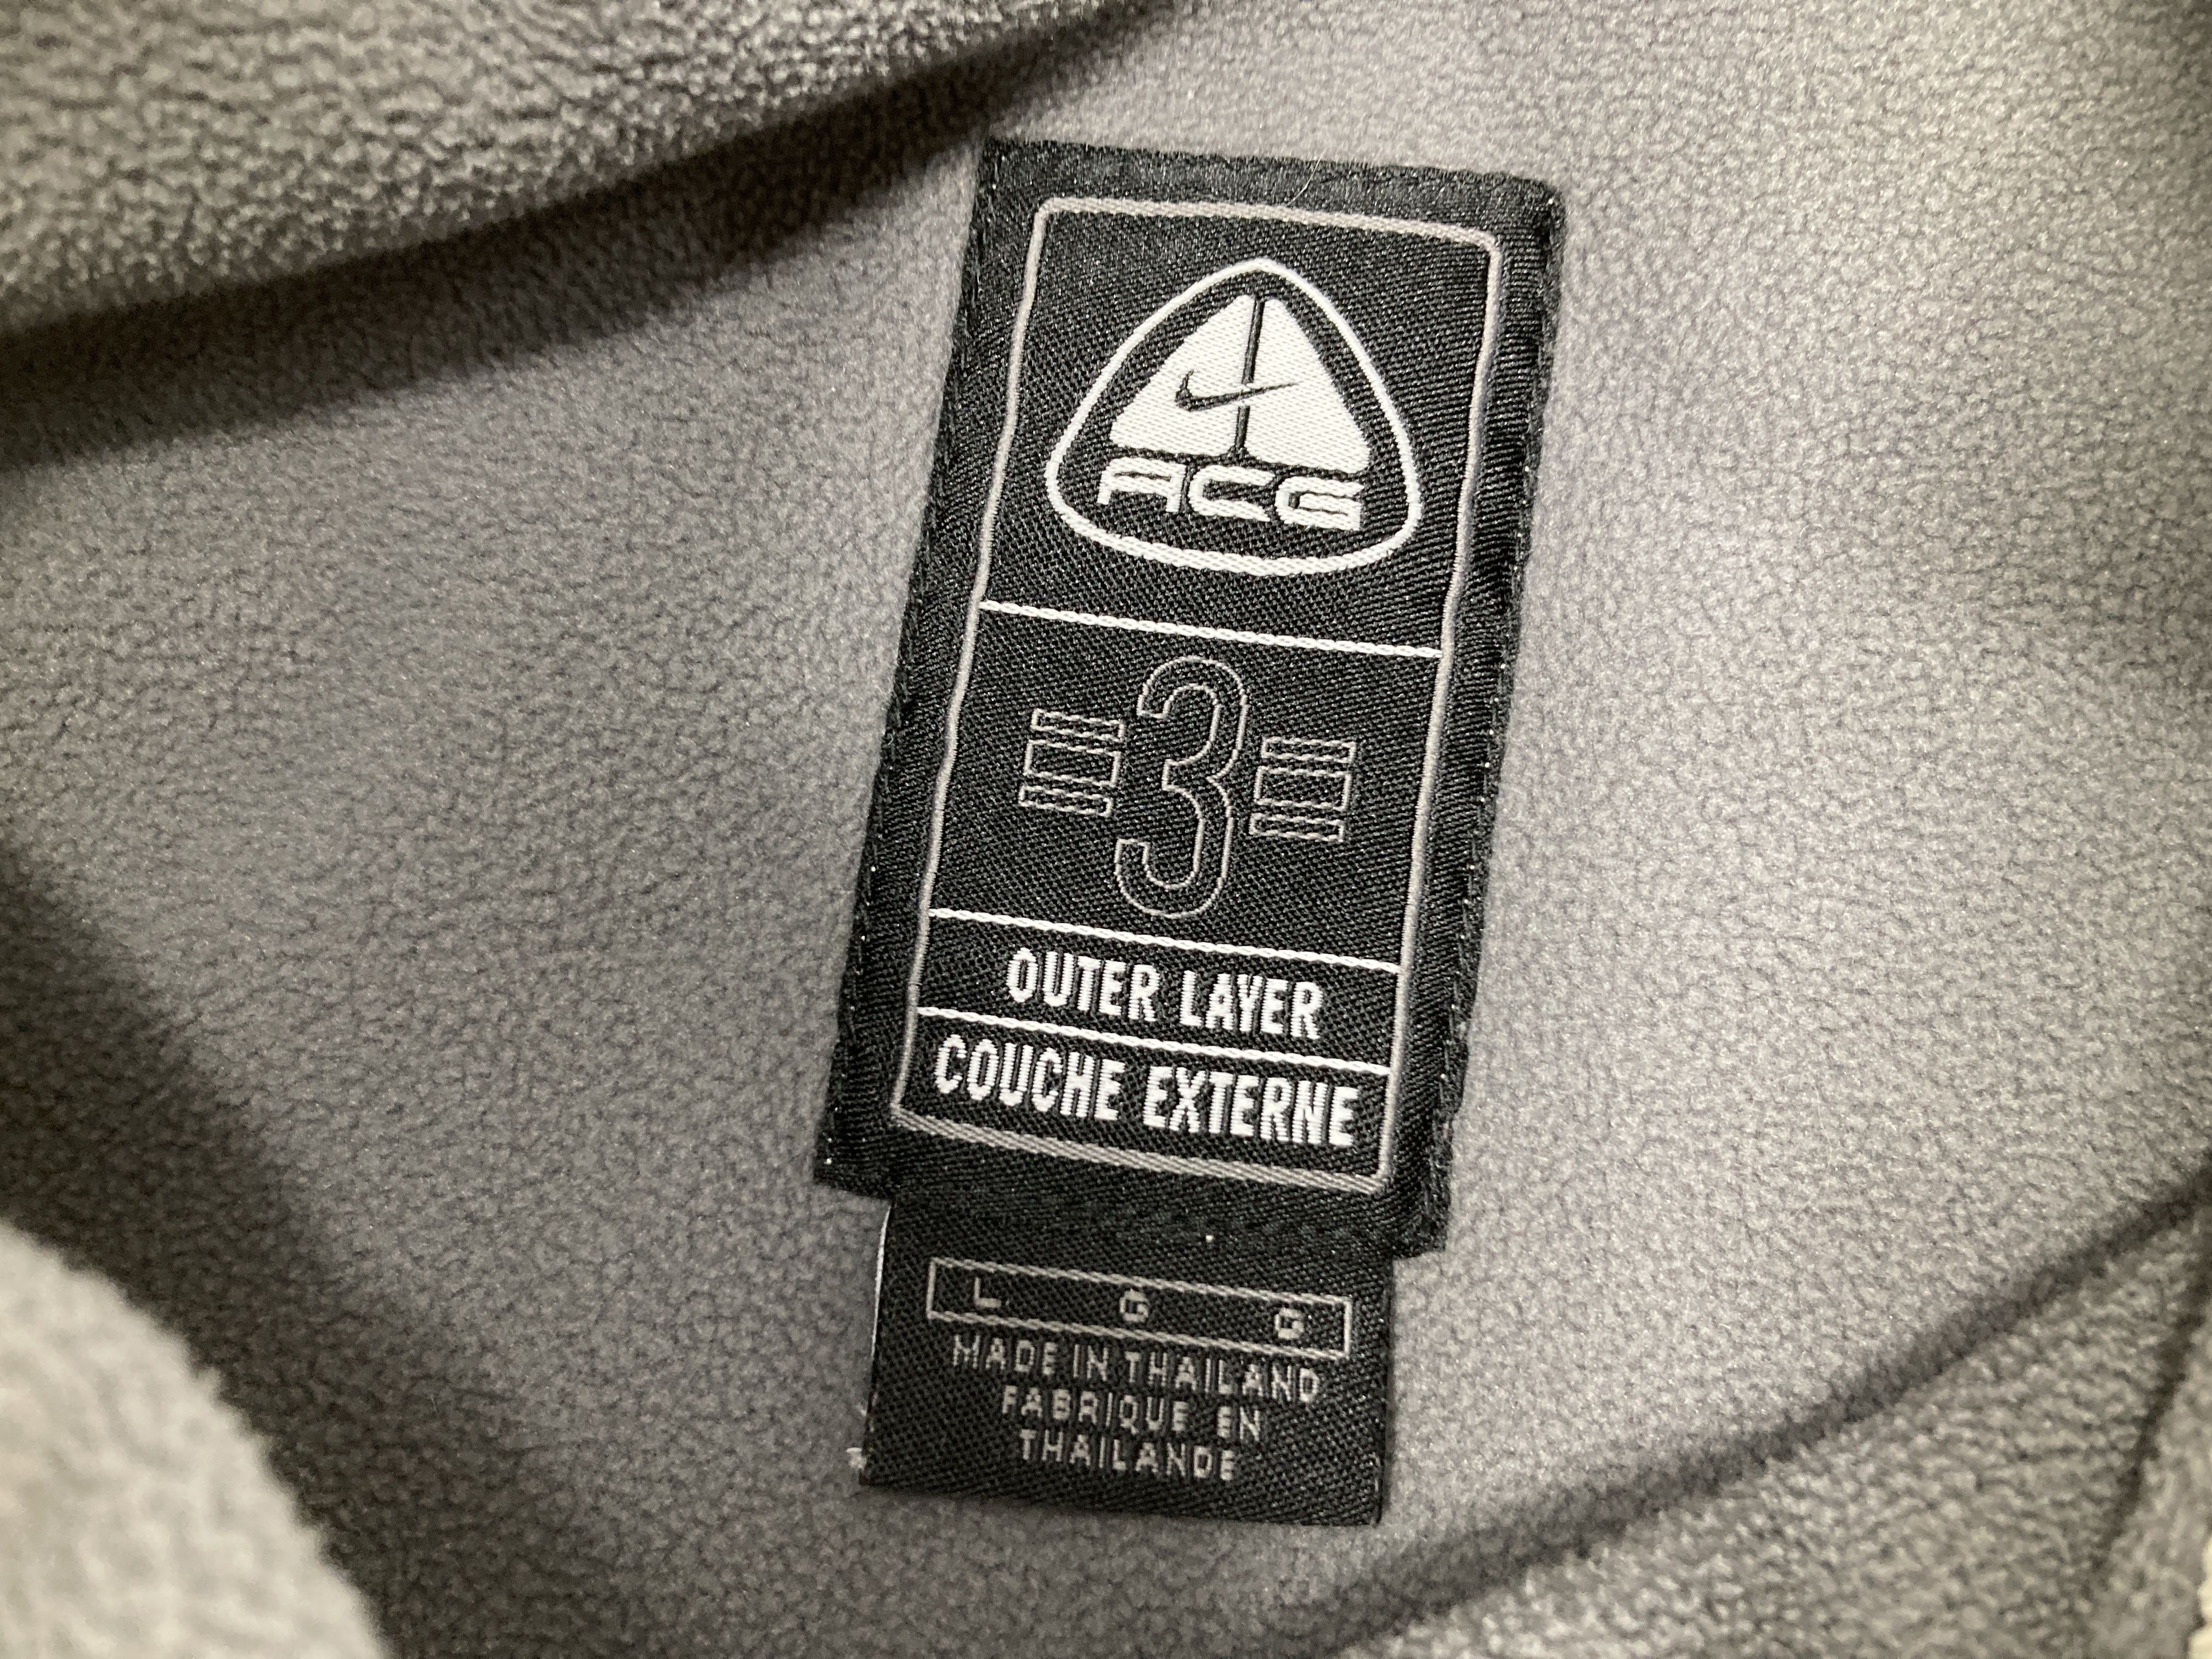 ACG
3
OUTER LAYER
COUCHE EXTERNE
L G G
MADE IN THAILAND
FABRIQUE EN
THAILANDE